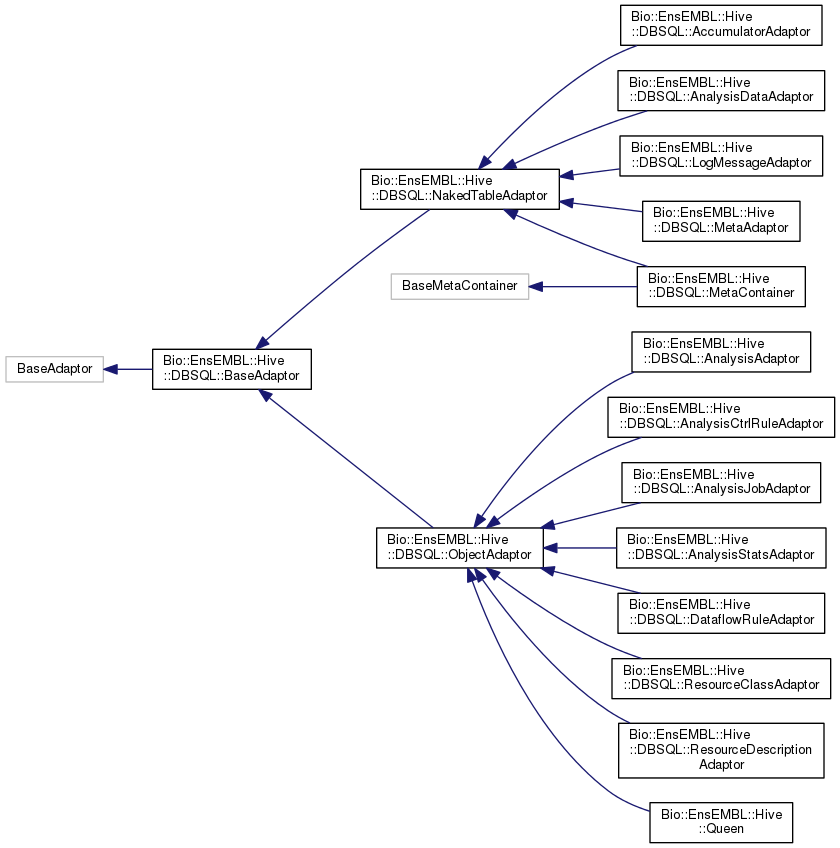 Bio::EnsEMBL::Hive
::DBSQL::AccumulatorAdaptor
Bio::EnsEMBL::Hive
::DBSQL::AnalysisDataAdaptor
Bio::EnsEMBL::Hive
::DBSQL::LogMessageAdaptor
Bio::EnsEMBL::Hive
::DBSQL::NakedTableAdaptor
Bio::EnsEMBL::Hive
::DBSQL::MetaAdaptor
BaseMetaContainer
Bio::EnsEMBL::Hive
::DBSQL::MetaContainer
BaseAdaptor
Bio::EnsEMBL::Hive
::DBSQL::BaseAdaptor
Bio::EnsEMBL::Hive
::DBSQL::AnalysisAdaptor
Bio::EnsEMBL::Hive
::DBSQL::AnalysisCtrlRuleAdaptor
Bio::EnsEMBL::Hive
::DBSQL::AnalysisJobAdaptor
Bio::EnsEMBL::Hive
::DBSQL::ObjectAdaptor
Bio::EnsEMBL::Hive
::DBSQL::AnalysisStatsAdaptor
Bio::EnsEMBL::Hive
::DBSQL::DataflowRuleAdaptor
Bio::EnsEMBL::Hive
::DBSQL::ResourceClassAdaptor
Bio::EnsEMBL::Hive
::DBSQL::ResourceDescription
Adaptor
Bio::EnsEMBL::Hive
::Queen